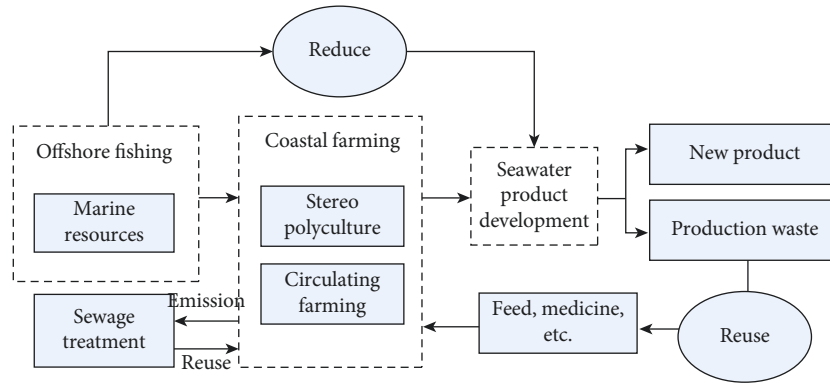 Reduce
Offshore fishing
Marine
resources
Coastal farming
Stereo
polyculture
Circulating
farming
Seawater
product
development
New product
Production waste
Sewage
treatment
Emission
Reuse
Feed, medicine,
etc.
Reuse